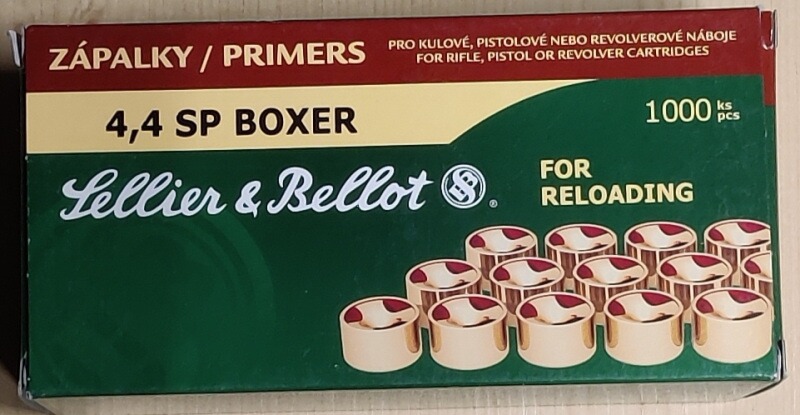 ZÁPALKY / PRIMERS
PRO KULOVÉ, PISTOLOVÉ NEBO REVOLVEROVÉ NÁBOJE
FOR RIFLE, PISTOL OR REVOLVER CARTRIDGES
4,4 SP BOXER
1000 ks
pcs
Sellier & Bellot SB ®
FOR
RELOADING